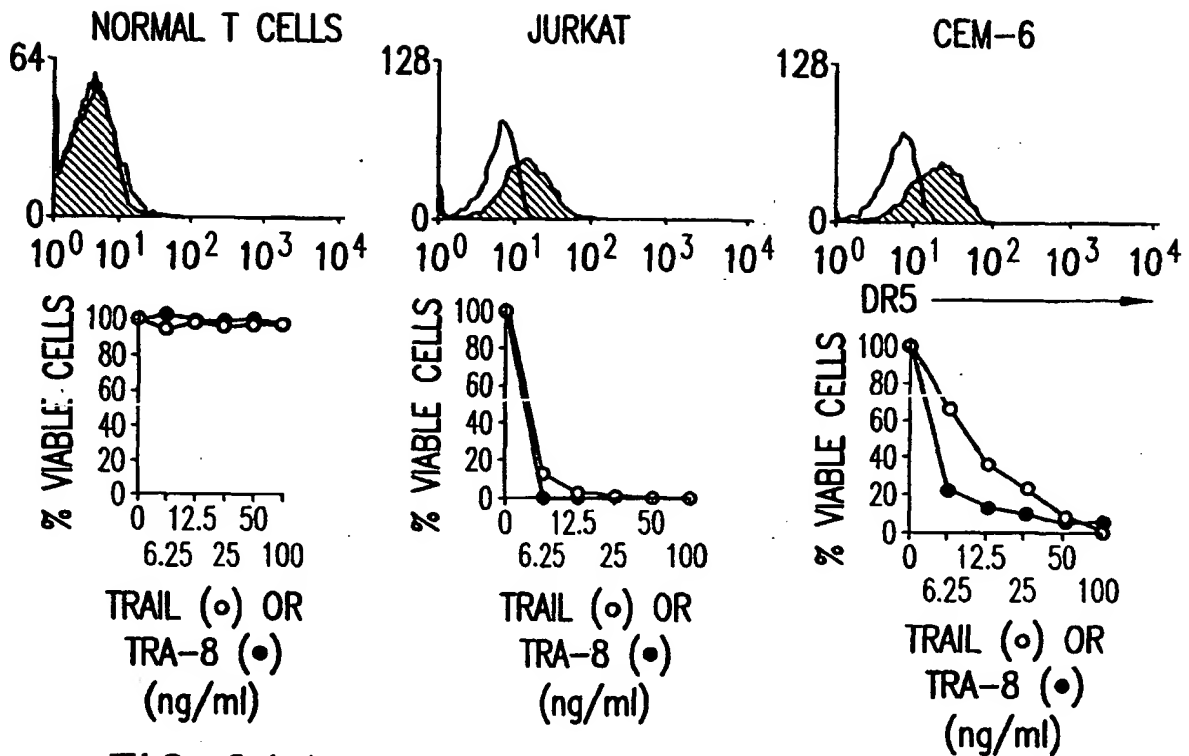 NORMAL T CELLS
64
0
10^0 10^1 10^2 10^3 10^4
% VIABLE CELLS
100
80
60
40
20
0
0 12.5 50
6.25 25 100
TRAIL (o) OR
TRA-8 (•)
(ng/ml)
JURKAT
128
0
10^0 10^1 10^2 10^3 10^4
% VIABLE CELLS
100
80
60
40
20
0
0 12.5 50
6.25 25 100
TRAIL (o) OR
TRA-8 (•)
(ng/ml)
CEM-6
128
0
10^0 10^1 10^2 10^3 10^4
DR5
% VIABLE CELLS
100
80
60
40
20
0
0 12.5 50
6.25 25 100
TRAIL (o) OR
TRA-8 (•)
(ng/ml)